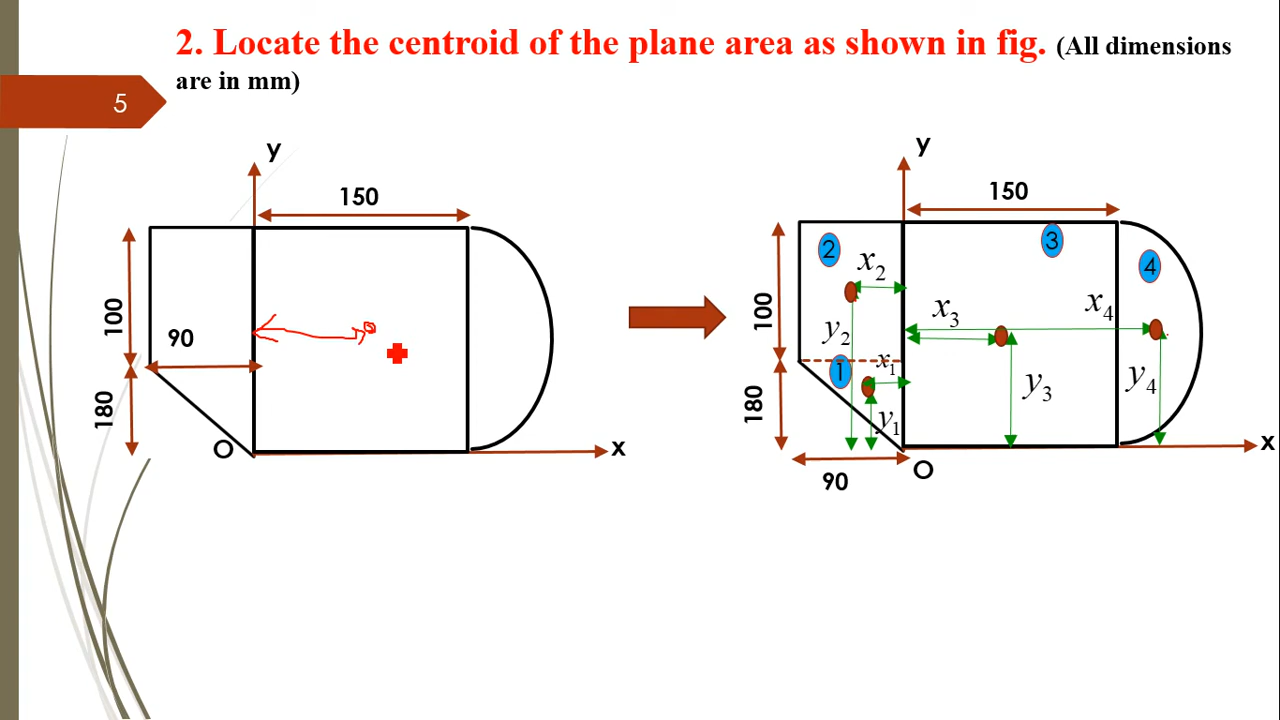 2. Locate the centroid of the plane area as shown in fig. (All dimensions
are in mm)
5
y
150
100
90
180
O
x
y
150
2
3
4
x2
x3
x4
100
y2
1
x1
y3
y4
180
y1
x
90
O